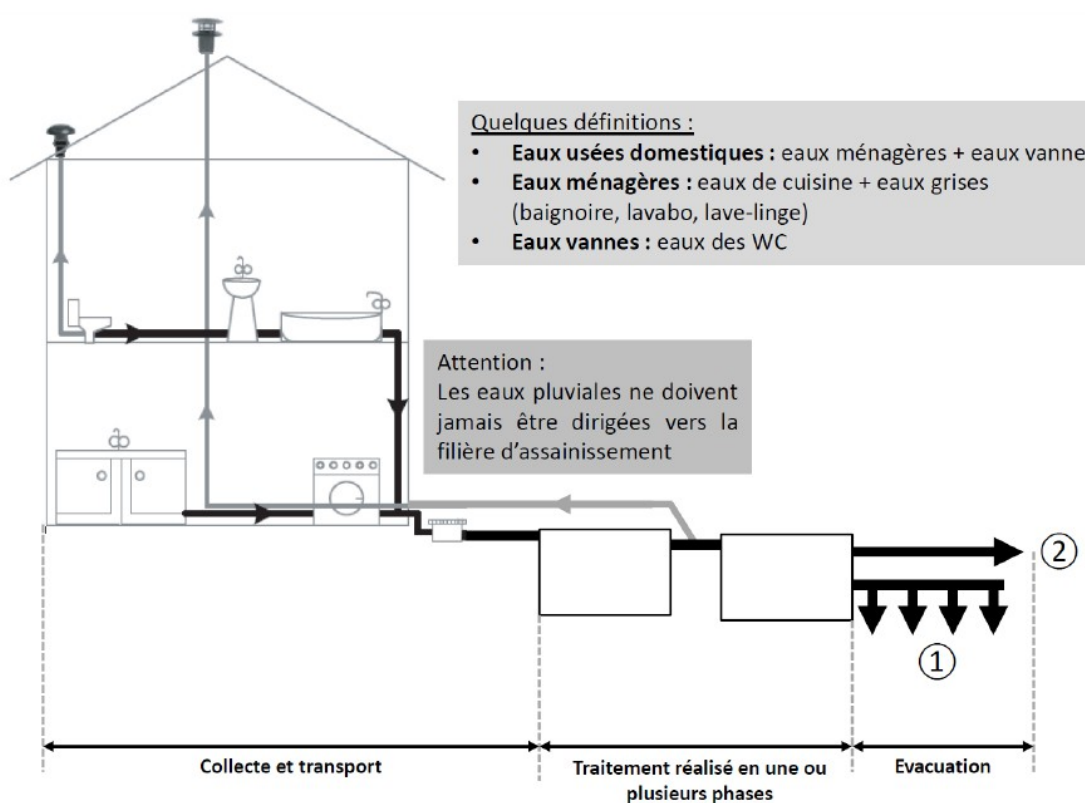 Quelques définitions :
• Eaux usées domestiques : eaux ménagères + eaux vanne
• Eaux ménagères : eaux de cuisine + eaux grises
(baignoire, lavabo, lave-linge)
• Eaux vannes : eaux des WC
Attention :
Les eaux pluviales ne doivent
jamais être dirigées vers la
filière d’assainissement
2
1
Collecte et transport
Traitement réalisé en une ou
plusieurs phases
Evacuation